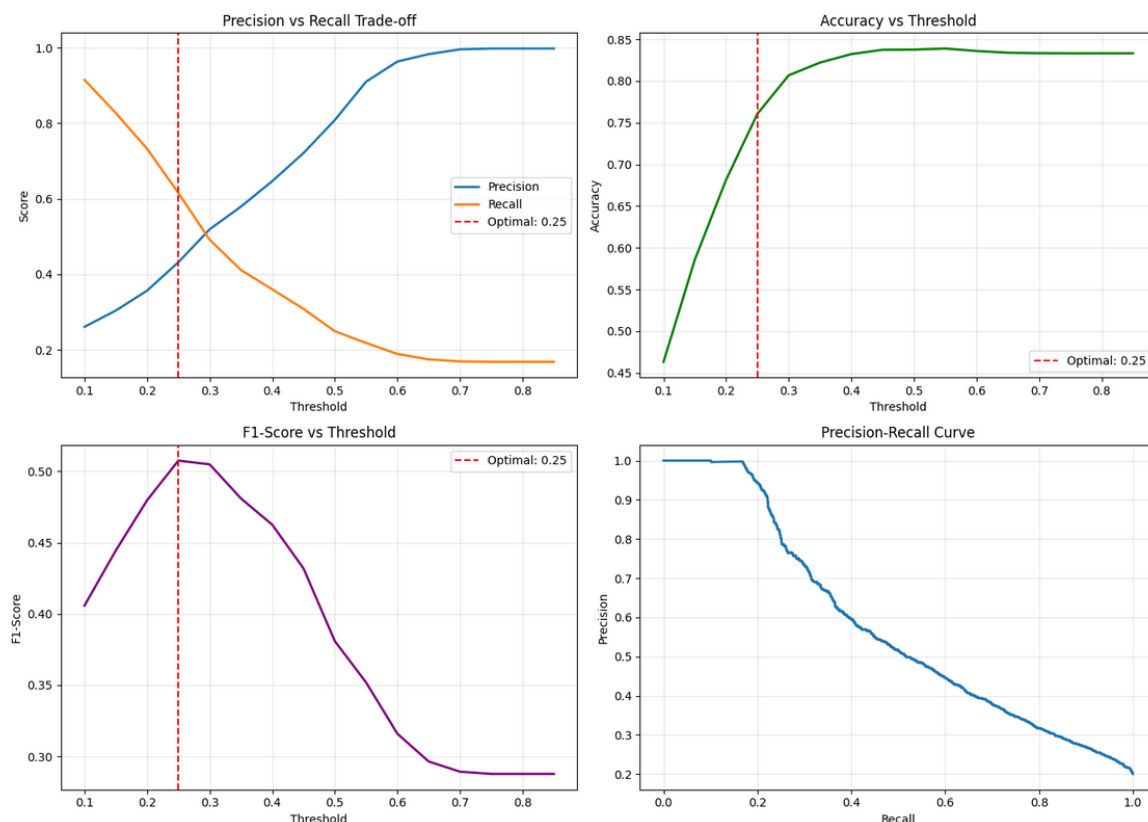 Precision vs Recall Trade-off
1.0
0.8
0.6
0.4
0.2
Score
Precision
Recall
Optimal: 0.25
0.1 0.2 0.3 0.4 0.5 0.6 0.7 0.8
Threshold
Accuracy vs Threshold
0.85
0.80
0.75
0.70
0.65
0.60
0.55
0.50
0.45
Accuracy
Optimal: 0.25
0.1 0.2 0.3 0.4 0.5 0.6 0.7 0.8
Threshold
F1-Score vs Threshold
0.50
0.45
0.40
0.35
0.30
F1-Score
Optimal: 0.25
0.1 0.2 0.3 0.4 0.5 0.6 0.7 0.8
Threshold
Precision-Recall Curve
1.0
0.9
0.8
0.7
0.6
0.5
0.4
0.3
0.2
Precision
0.0 0.2 0.4 0.6 0.8 1.0
Recall